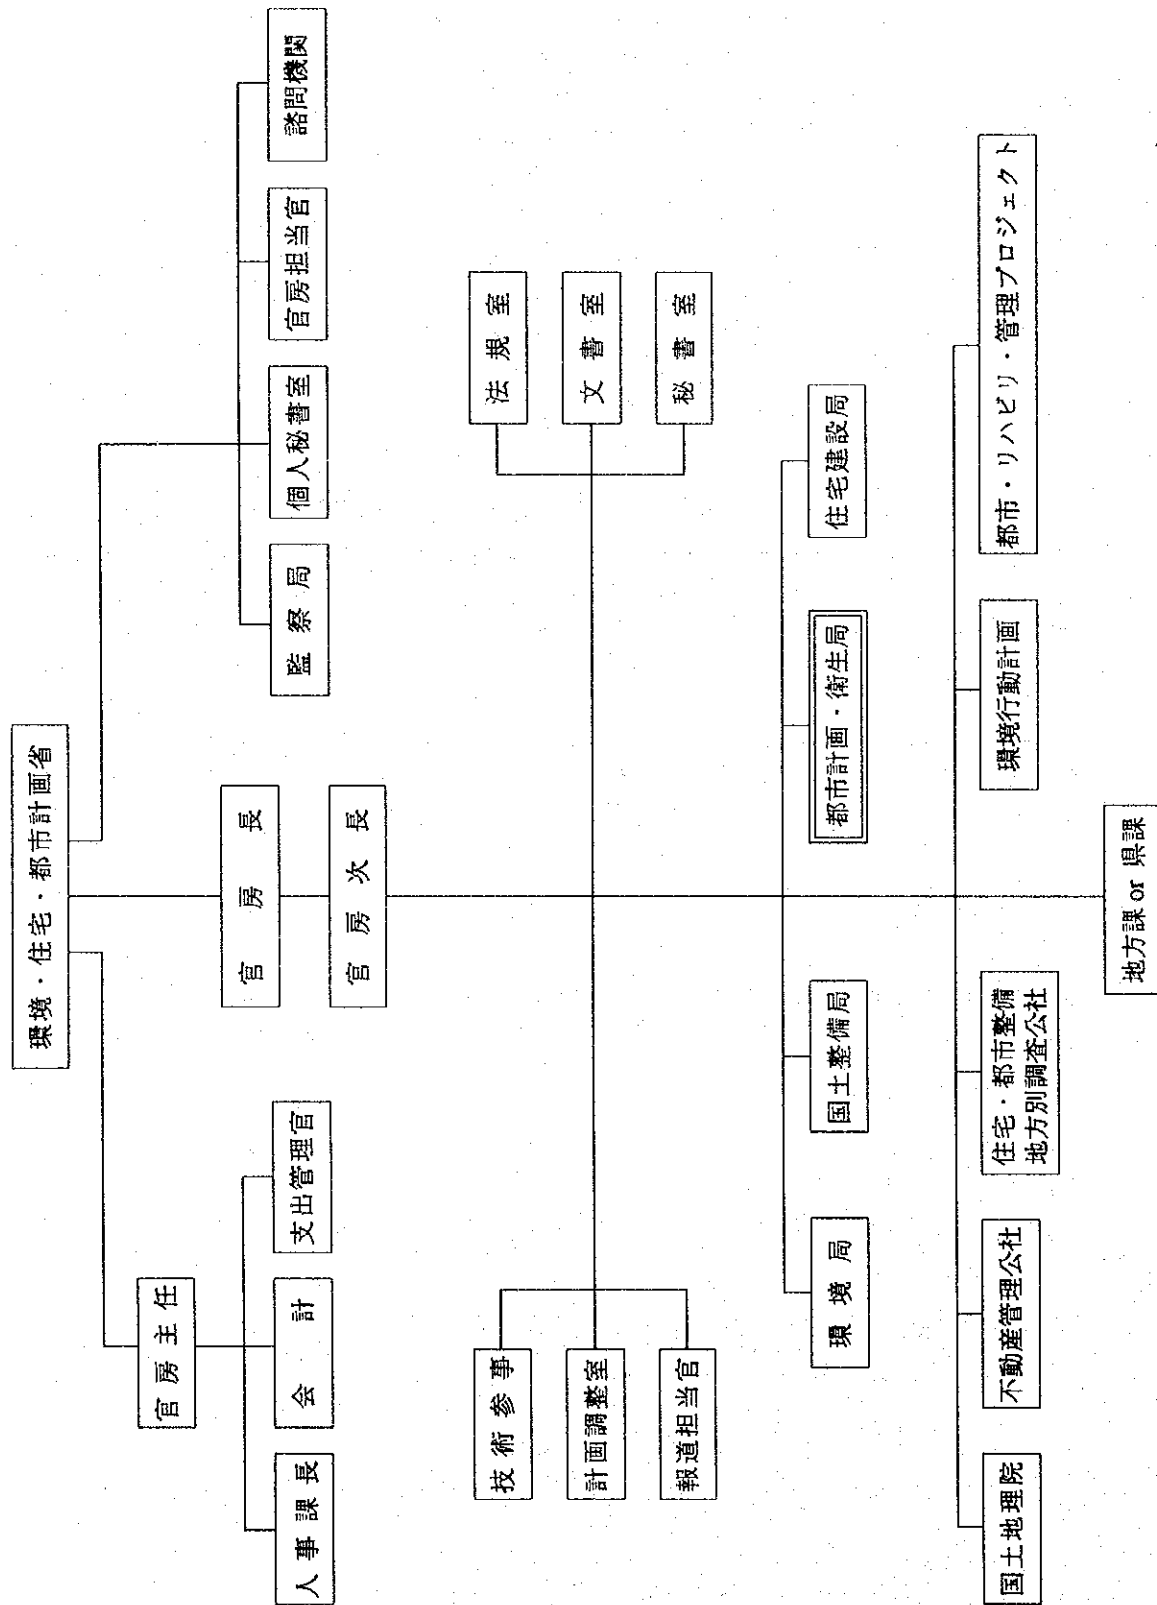 環境・住宅・都市計画省
官房主任
官房長
官房次長
人事課長
会計
支出管理官
監察局
個人秘書室
官房担当官
諮問機関
技術参事
計画調整室
報道担当官
法規室
文書室
秘書室
環境局
国土整備局
都市計画・衛生局
住宅建設局
国土地理院
不動産管理公社
住宅・都市整備
地方別調査公社
環境行動計画
都市・リハビリ・管理プロジェクト
地方課 or 県課